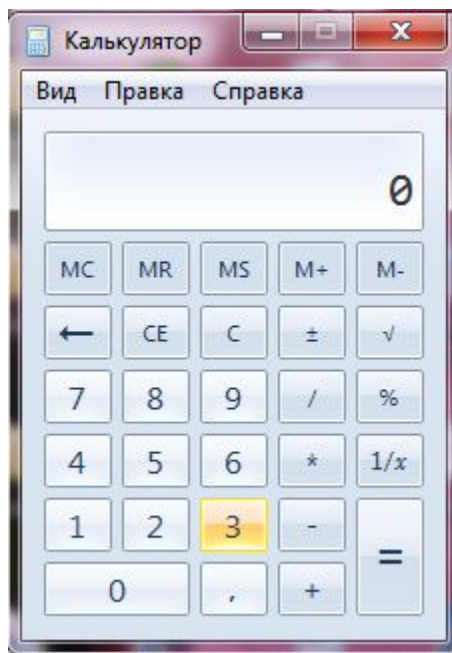 Калькулятор
Вид Правка Справка
0
MC MR MS M+ M-
← CE C ± √
7 8 9 / %
4 5 6 * 1/x
1 2 3 - =
0 , +